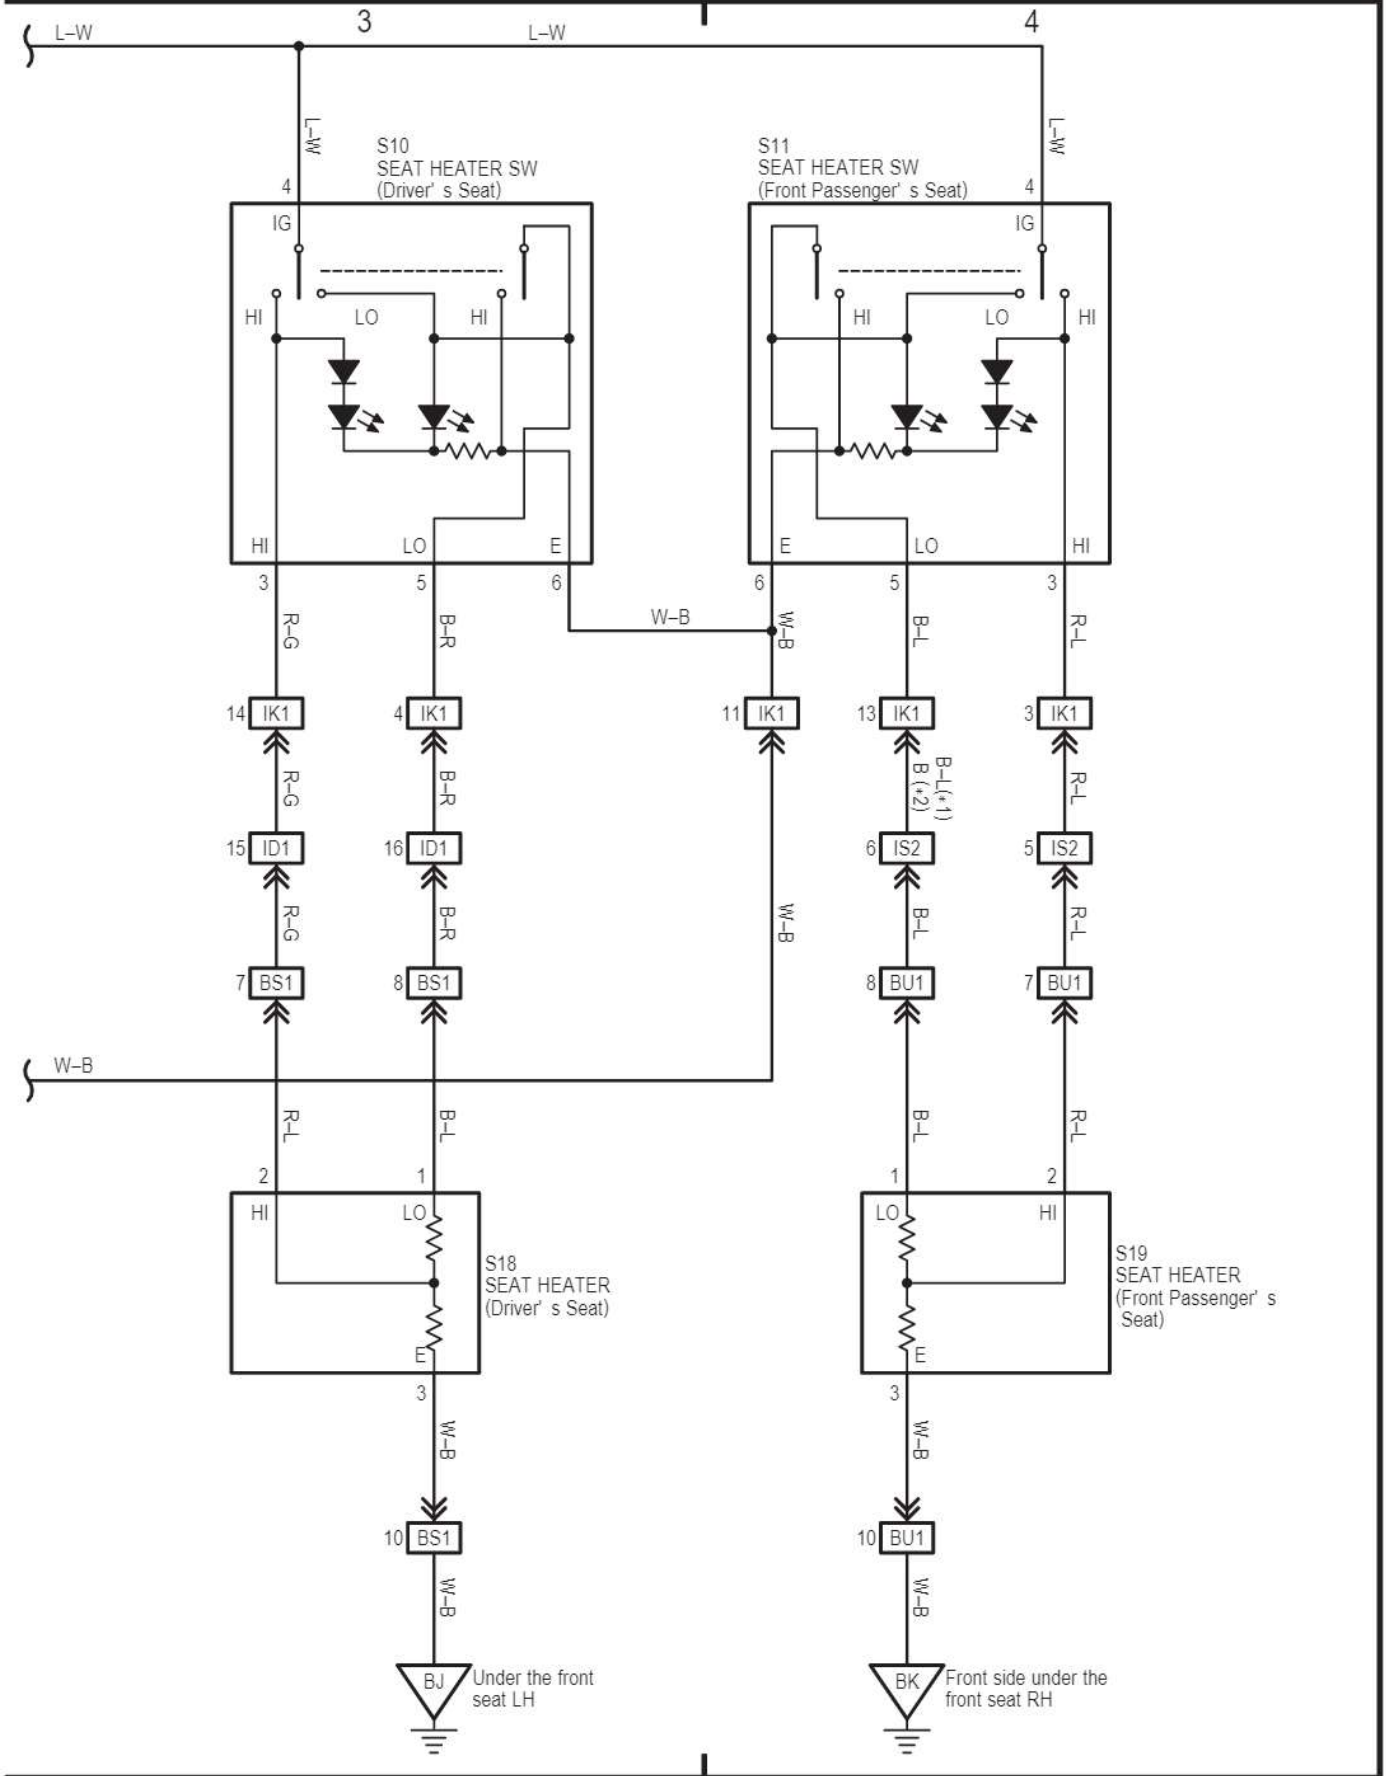 3
4
L–W
L–W
L–W
L–W
S10
SEAT HEATER SW
(Driver' s Seat)
S11
SEAT HEATER SW
(Front Passenger' s Seat)
4
4
IG
IG
HI
LO
HI
HI
LO
HI
HI
LO
E
E
LO
HI
3
5
6
6
5
3
R–G
B–R
W–B
W–B
B–L
R–L
14 IK1
4 IK1
11 IK1
13 IK1
3 IK1
R–G
B–R
B–L(*1)
B (*2)
R–L
15 ID1
16 ID1
6 IS2
5 IS2
R–G
B–R
W–B
B–L
R–L
7 BS1
8 BS1
8 BU1
7 BU1
W–B
R–L
B–L
B–L
R–L
2
1
1
2
HI
LO
LO
HI
S18
SEAT HEATER
(Driver' s Seat)
S19
SEAT HEATER
(Front Passenger' s
Seat)
E
E
3
3
W–B
W–B
10 BS1
10 BU1
W–B
W–B
BJ
Under the front
seat LH
BK
Front side under the
front seat RH